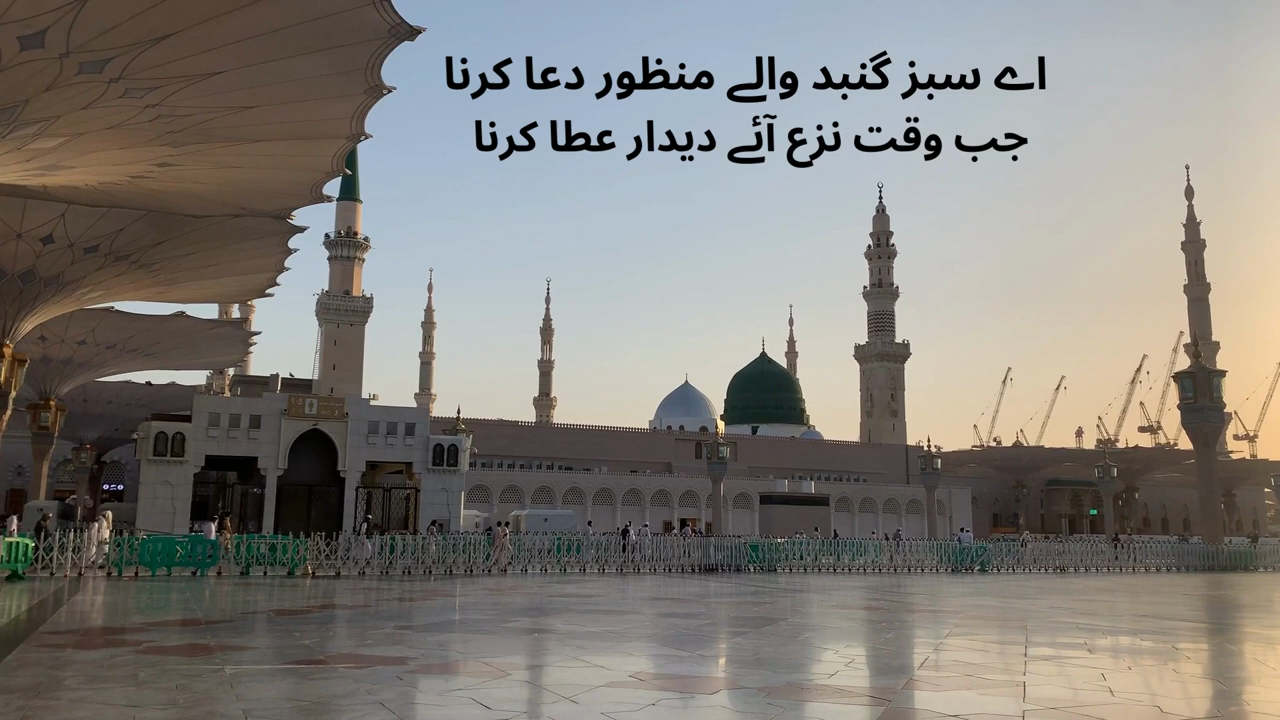 اے سبز گنبد والے منظور دعا کرنا
جب وقت نزع آئے دیدار عطا کرنا